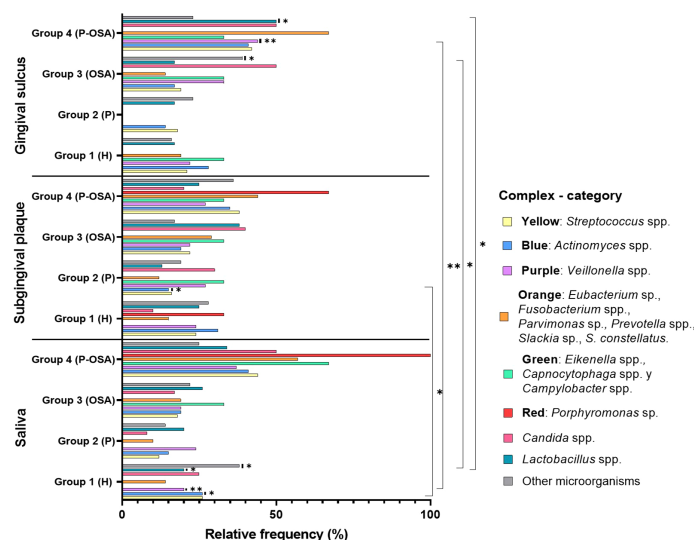 Gingival sulcus
Group 4 (P-OSA)
Group 3 (OSA)
Group 2 (P)
Group 1 (H)
Subgingival plaque
Group 4 (P-OSA)
Group 3 (OSA)
Group 2 (P)
Group 1 (H)
Saliva
Group 4 (P-OSA)
Group 3 (OSA)
Group 2 (P)
Group 1 (H)
0 20 40 60 80 100
Relative frequency (%)
*
**
*
*
*
*
**
*
*
**
*
*
Complex - category
Yellow: Streptococcus spp.
Blue: Actinomyces spp.
Purple: Veillonella spp.
Orange: Eubacterium sp.,
Fusobacterium spp.,
Parvimonas sp., Prevotella spp.,
Slackia sp., S. constellatus.
Green: Eikenella spp.,
Capnocytophaga spp. y
Campylobacter spp.
Red: Porphyromonas sp.
Candida spp.
Lactobacillus spp.
Other microorganisms